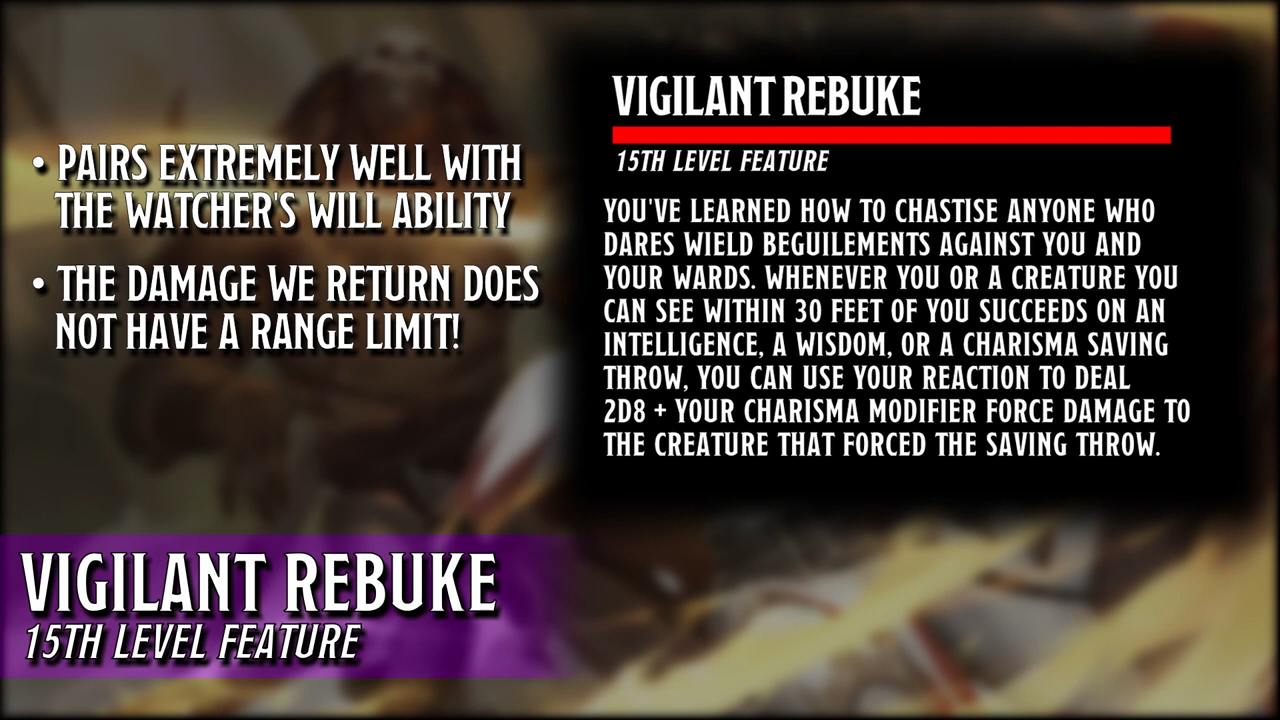 • PAIRS EXTREMELY WELL WITH
THE WATCHER'S WILL ABILITY
• THE DAMAGE WE RETURN DOES
NOT HAVE A RANGE LIMIT!
VIGILANT REBUKE
15TH LEVEL FEATURE
YOU'VE LEARNED HOW TO CHASTISE ANYONE WHO
DARES WIELD BEGUILEMENTS AGAINST YOU AND
YOUR WARDS. WHENEVER YOU OR A CREATURE YOU
CAN SEE WITHIN 30 FEET OF YOU SUCCEEDS ON AN
INTELLIGENCE, A WISDOM, OR A CHARISMA SAVING
THROW, YOU CAN USE YOUR REACTION TO DEAL
2D8 + YOUR CHARISMA MODIFIER FORCE DAMAGE TO
THE CREATURE THAT FORCED THE SAVING THROW.
VIGILANT REBUKE
15TH LEVEL FEATURE